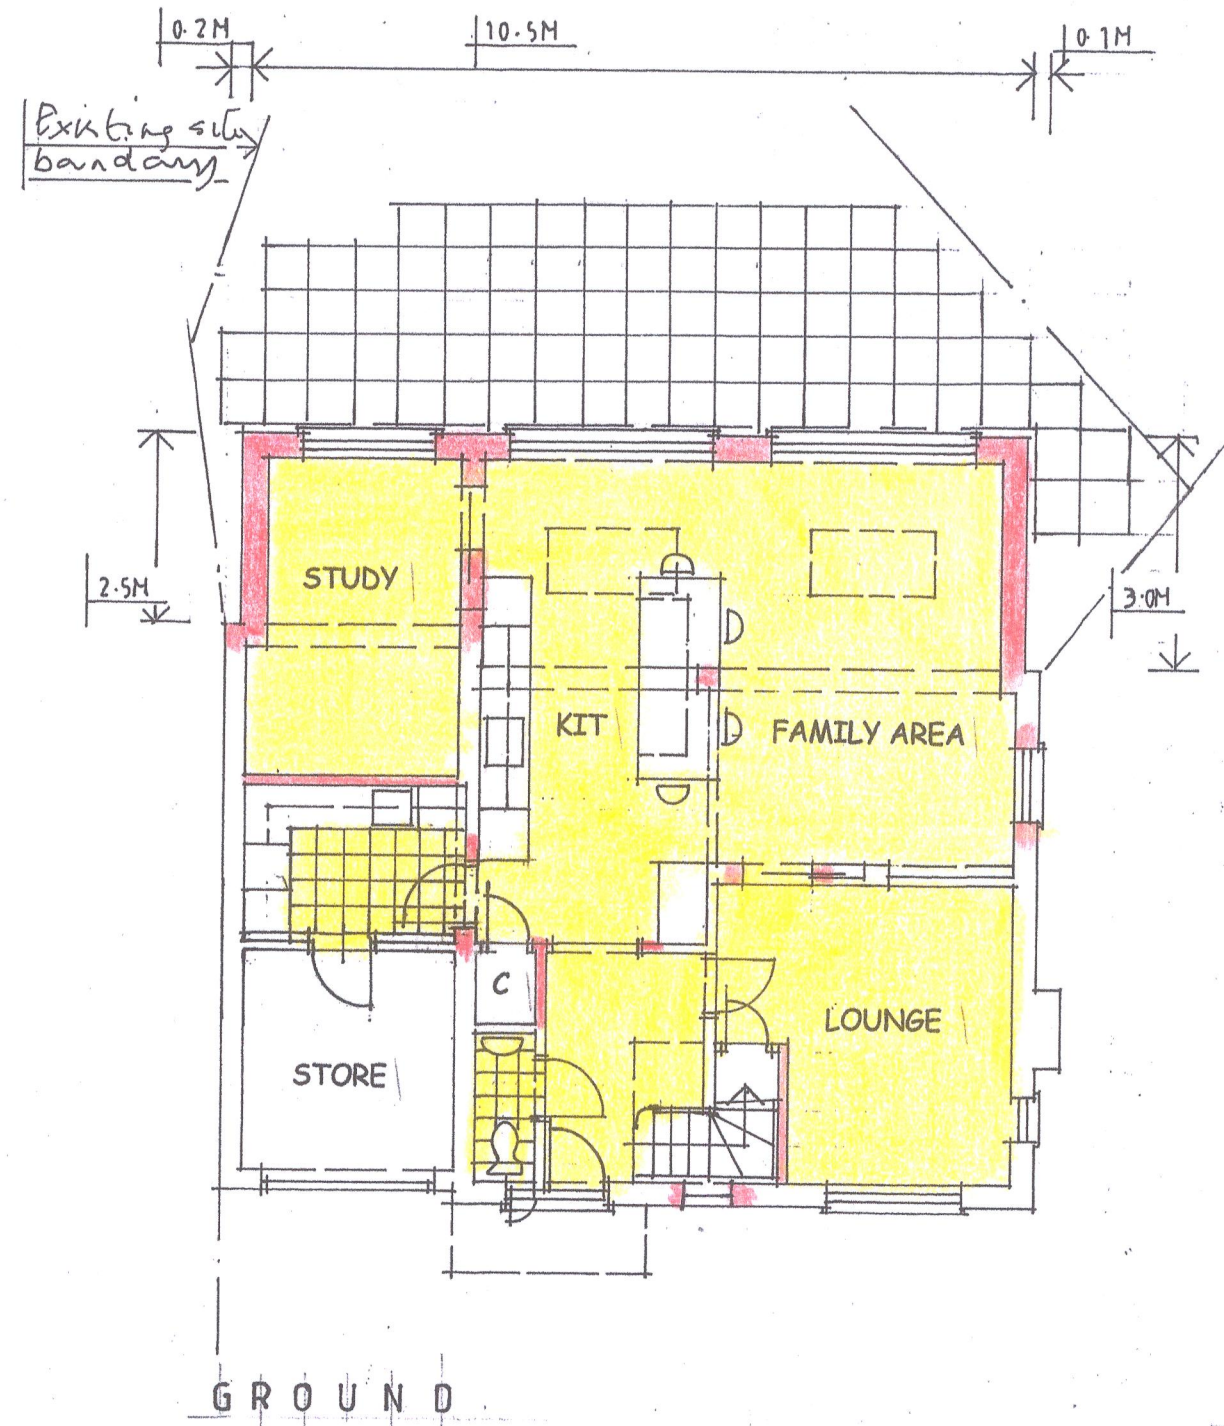 0.2M
10.5M
0.1M
Existing site
boundary
2.5M
3.0M
STUDY
KIT
FAMILY AREA
C
LOUNGE
STORE
GROUND